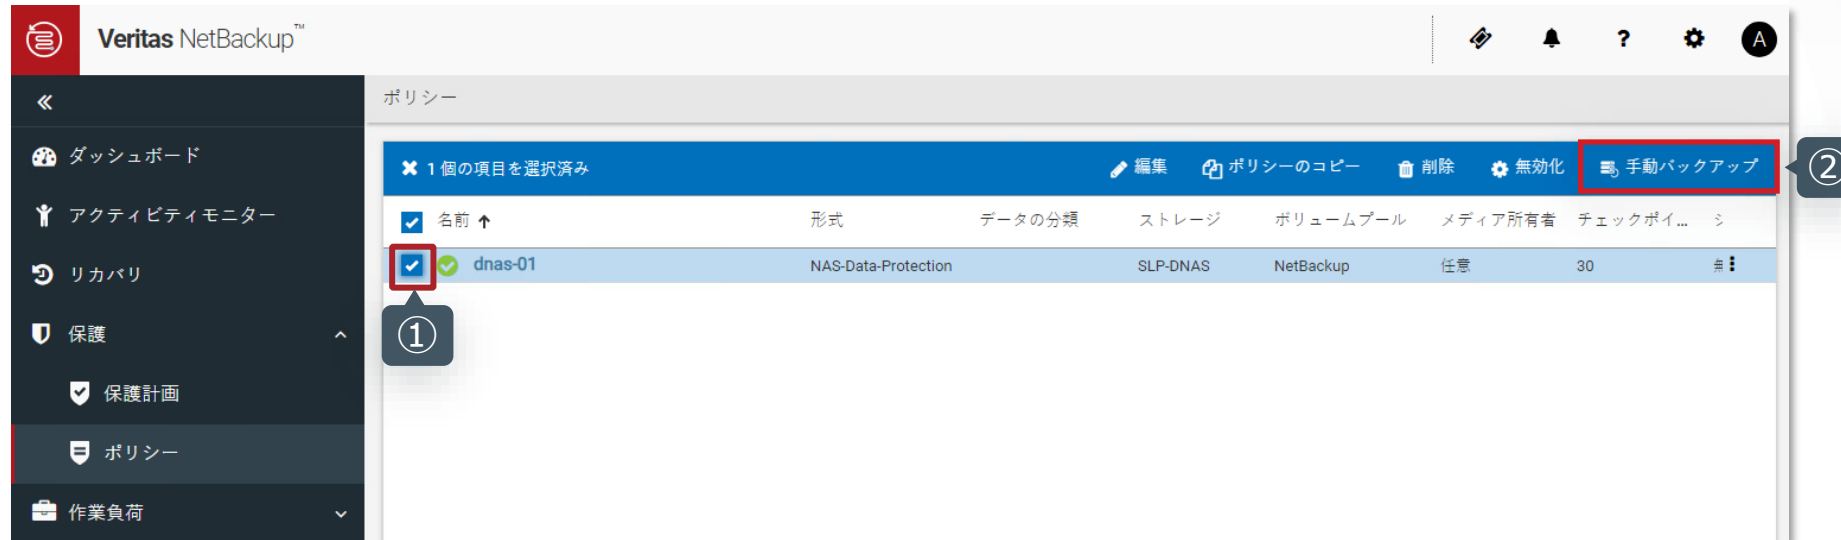 Veritas NetBackup™
?
A
ポリシー
ダッシュボード
1 個の項目を選択済み
編集
ポリシーのコピー
削除
無効化
手動バックアップ
②
アクティビティモニター
名前
形式
データの分類
ストレージ
ボリュームプール
メディア所有者
チェックポイ...
リカバリ
dnas-01
NAS-Data-Protection
SLP-DNAS
NetBackup
任意
30
保護
①
保護計画
ポリシー
作業負荷